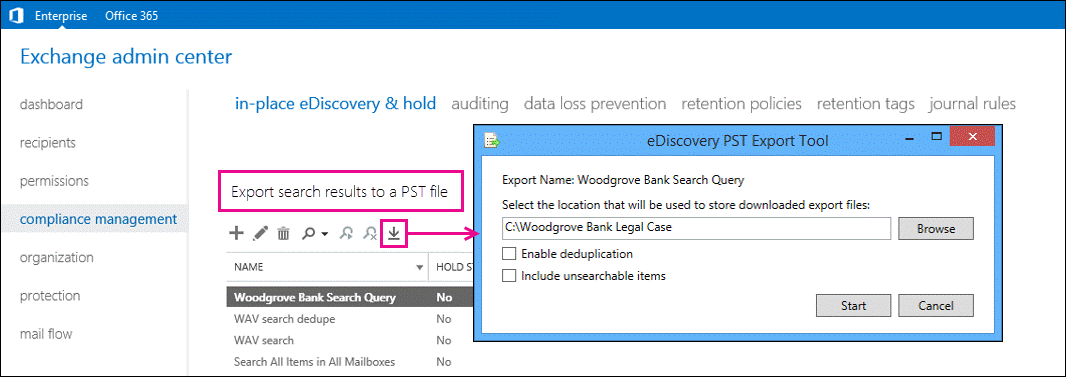 Enterprise Office 365
Exchange admin center
dashboard
recipients
permissions
compliance management
organization
protection
mail flow
in-place eDiscovery & hold auditing data loss prevention retention policies retention tags journal rules
Export search results to a PST file
NAME HOLD ST
Woodgrove Bank Search Query No
WAV search dedupe No
WAV search No
Search All Items in All Mailboxes No
eDiscovery PST Export Tool
Export Name: Woodgrove Bank Search Query
Select the location that will be used to store downloaded export files:
C:\Woodgrove Bank Legal Case
Browse
Enable deduplication
Include unsearchable items
Start Cancel